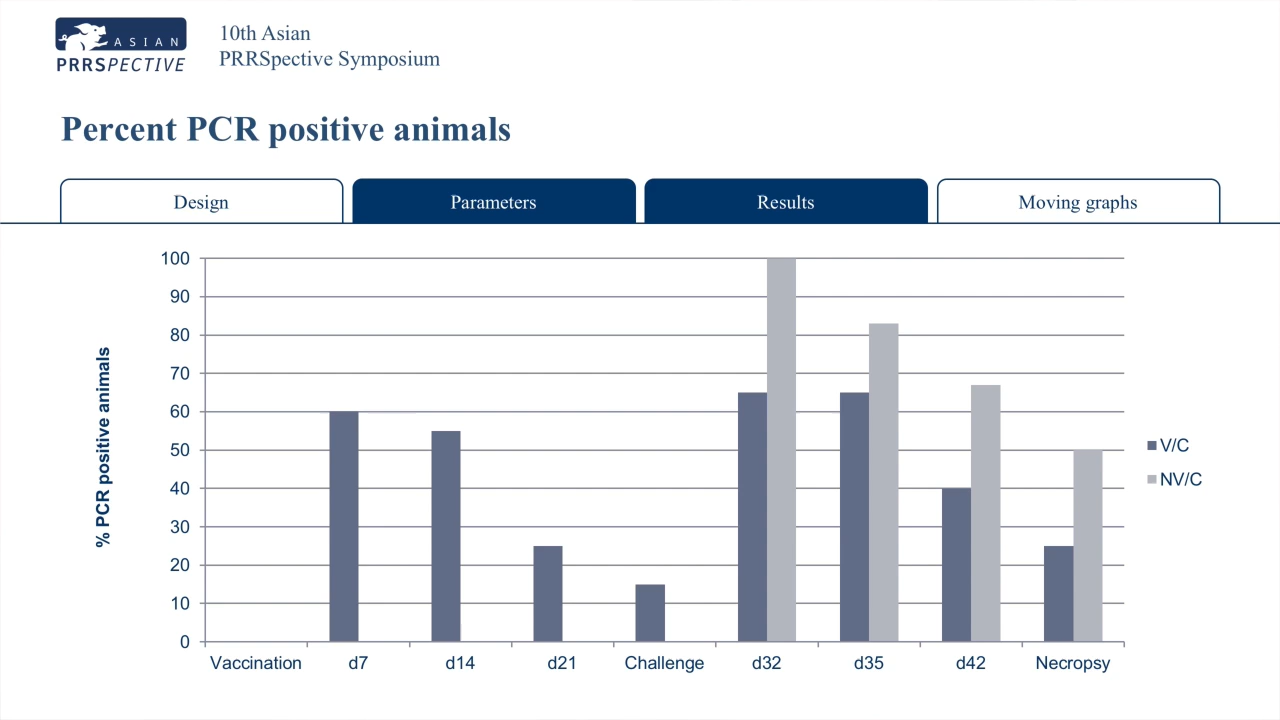 ASIAN
PRRSPECTIVE
10th Asian
PRRSpective Symposium
Percent PCR positive animals
Design
Parameters
Results
Moving graphs
100
90
80
70
60
50
40
30
20
10
0
% PCR positive animals
Vaccination
d7
d14
d21
Challenge
d32
d35
d42
Necropsy
V/C
NV/C